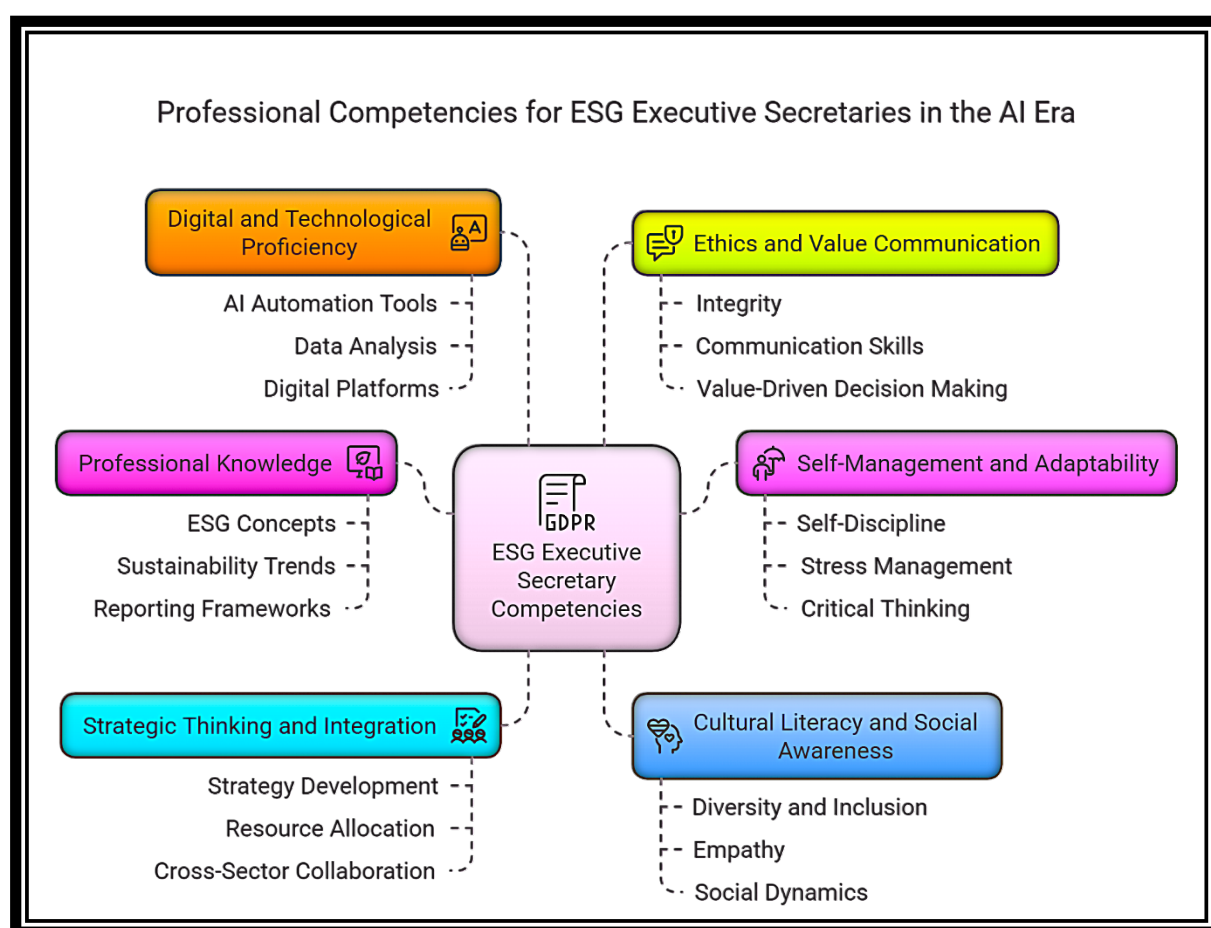 Professional Competencies for ESG Executive Secretaries in the AI Era
Digital and Technological
Proficiency
A
AI Automation Tools
Data Analysis
Digital Platforms
Ethics and Value Communication
Integrity
Communication Skills
Value-Driven Decision Making
Professional Knowledge
ESG Concepts
Sustainability Trends
Reporting Frameworks
GDPR
ESG Executive
Secretary
Competencies
Self-Management and Adaptability
Self-Discipline
Stress Management
Critical Thinking
Strategic Thinking and Integration
Strategy Development
Resource Allocation
Cross-Sector Collaboration
Cultural Literacy and Social
Awareness
Diversity and Inclusion
Empathy
Social Dynamics